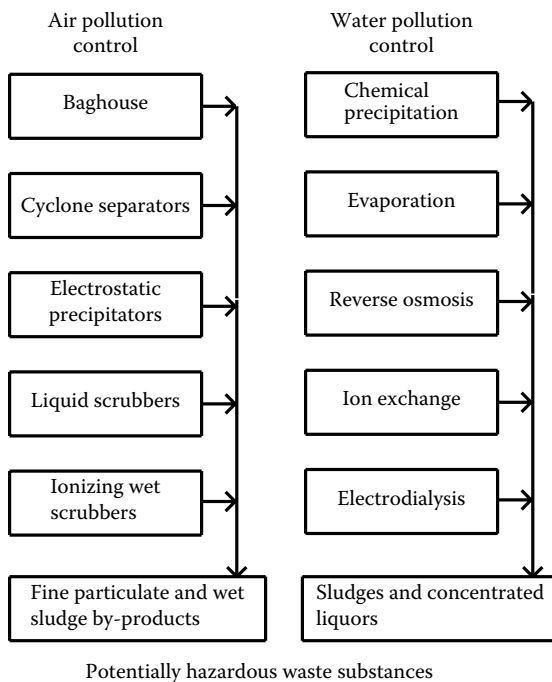 Air pollution
control
Baghouse
Cyclone separators
Electrostatic
precipitators
Liquid scrubbers
Ionizing wet
scrubbers
Fine particulate and wet
sludge by-products
Water pollution
control
Chemical
precipitation
Evaporation
Reverse osmosis
Ion exchange
Electrodialysis
Sludges and concentrated
liquors
Potentially hazardous waste substances